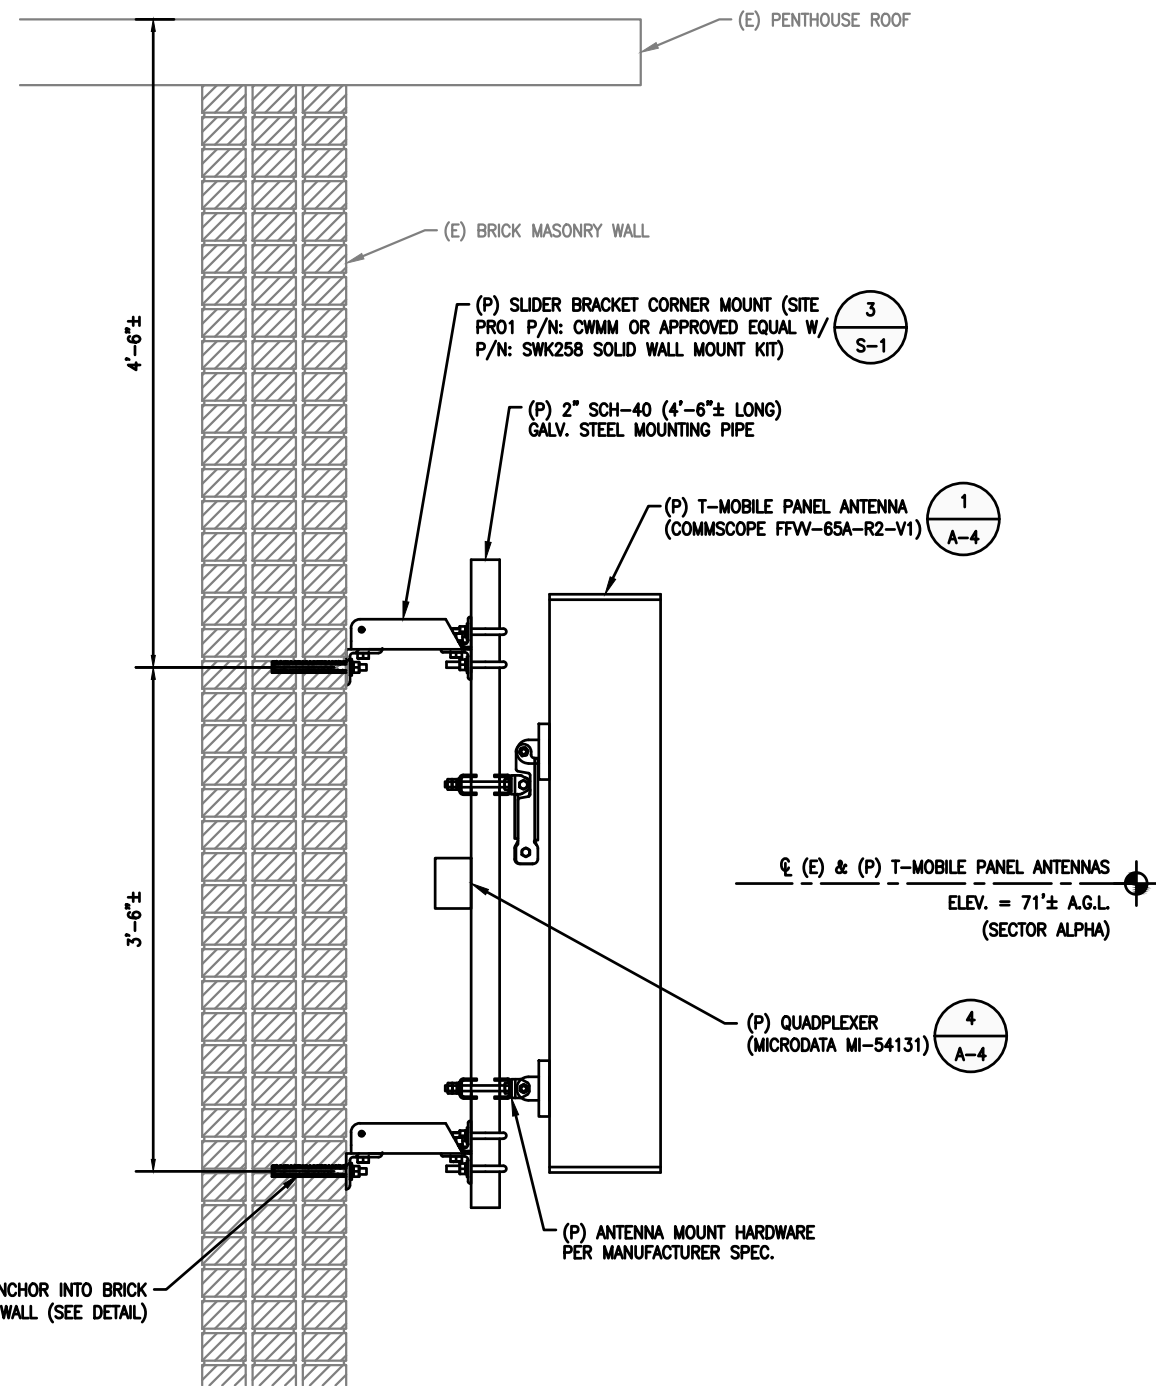 (E) PENTHOUSE ROOF
(E) BRICK MASONRY WALL
4'-6"±
(P) SLIDER BRACKET CORNER MOUNT (SITE
PRO1 P/N: CWMM OR APPROVED EQUAL W/
P/N: SWK258 SOLID WALL MOUNT KIT)
3
S-1
(P) 2" SCH-40 (4'-6"± LONG)
GALV. STEEL MOUNTING PIPE
(P) T-MOBILE PANEL ANTENNA
(COMMSCOPE FFVV-65A-R2-V1)
1
A-4
3'-6"±
℄ (E) & (P) T-MOBILE PANEL ANTENNAS
ELEV. = 71'± A.G.L.
(SECTOR ALPHA)
(P) QUADPLEXER
(MICRODATA MI-54131)
4
A-4
(P) ANTENNA MOUNT HARDWARE
PER MANUFACTURER SPEC.
NCHOR INTO BRICK
WALL (SEE DETAIL)